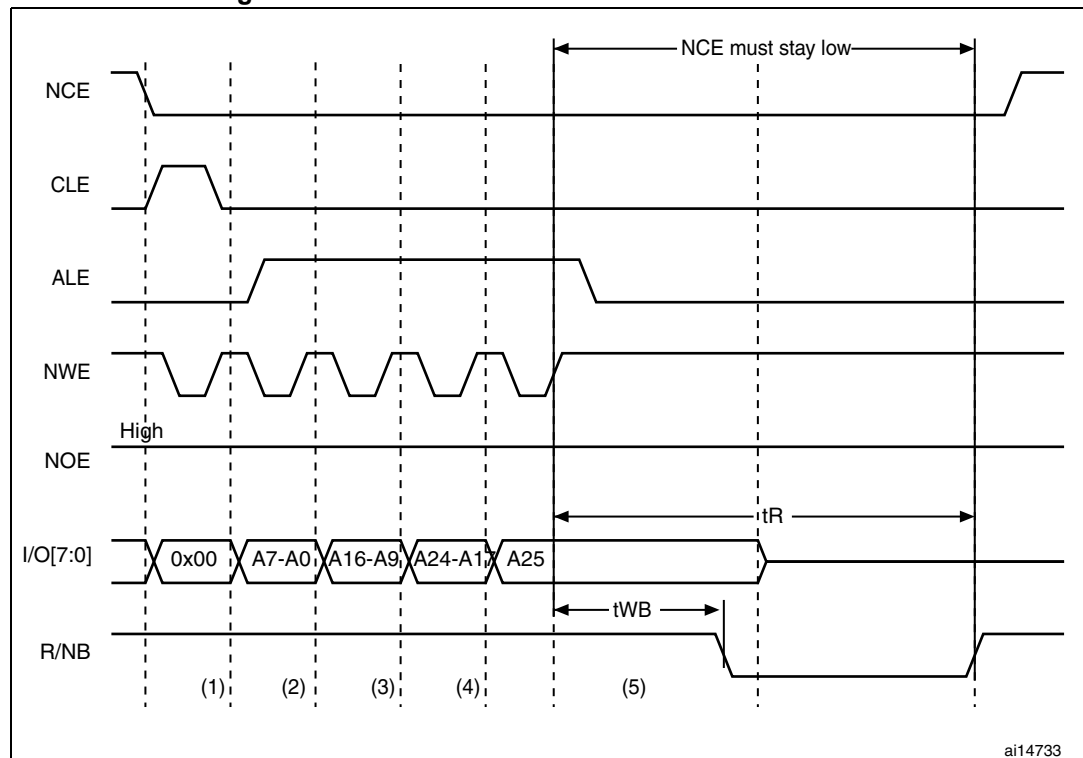 NCE must stay low
NCE
CLE
ALE
NWE
High
NOE
tR
I/O[7:0] 0x00 A7-A0 A16-A9 A24-A17 A25
tWB
R/NB
(1) (2) (3) (4) (5)
ai14733